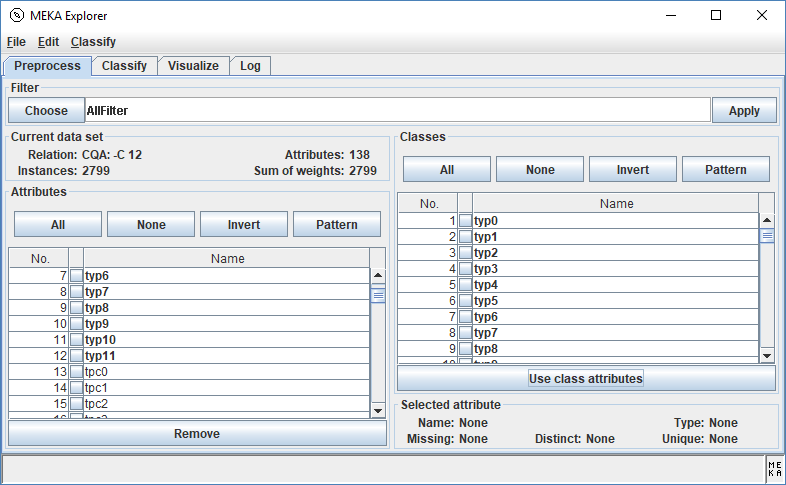 MEKA Explorer
File Edit Classify
Preprocess Classify Visualize Log
Filter
Choose AllFilter Apply
Current data set
Relation: CQA: -C 12 Attributes: 138
Instances: 2799 Sum of weights: 2799
Attributes
All None Invert Pattern
No. Name
7 typ6
8 typ7
9 typ8
10 typ9
11 typ10
12 typ11
13 tpc0
14 tpc1
15 tpc2
16 tpc3
Remove
Classes
All None Invert Pattern
No. Name
1 typ0
2 typ1
3 typ2
4 typ3
5 typ4
6 typ5
7 typ6
8 typ7
9 typ8
10 typ9
Use class attributes
Selected attribute
Name: None Type: None
Missing: None Distinct: None Unique: None
ME
KA